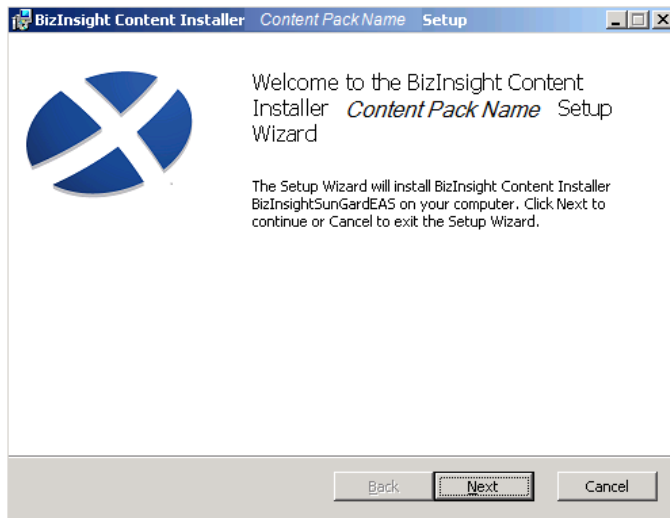 BizInsight Content Installer Content Pack Name Setup
Welcome to the BizInsight Content
Installer Content Pack Name Setup
Wizard
The Setup Wizard will install BizInsight Content Installer
BizInsightSunGardEAS on your computer. Click Next to
continue or Cancel to exit the Setup Wizard.
Back Next Cancel